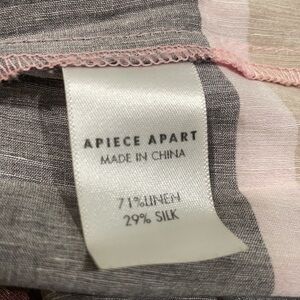 APIECE APART
MADE IN CHINA
71%LINEN
29% SILK